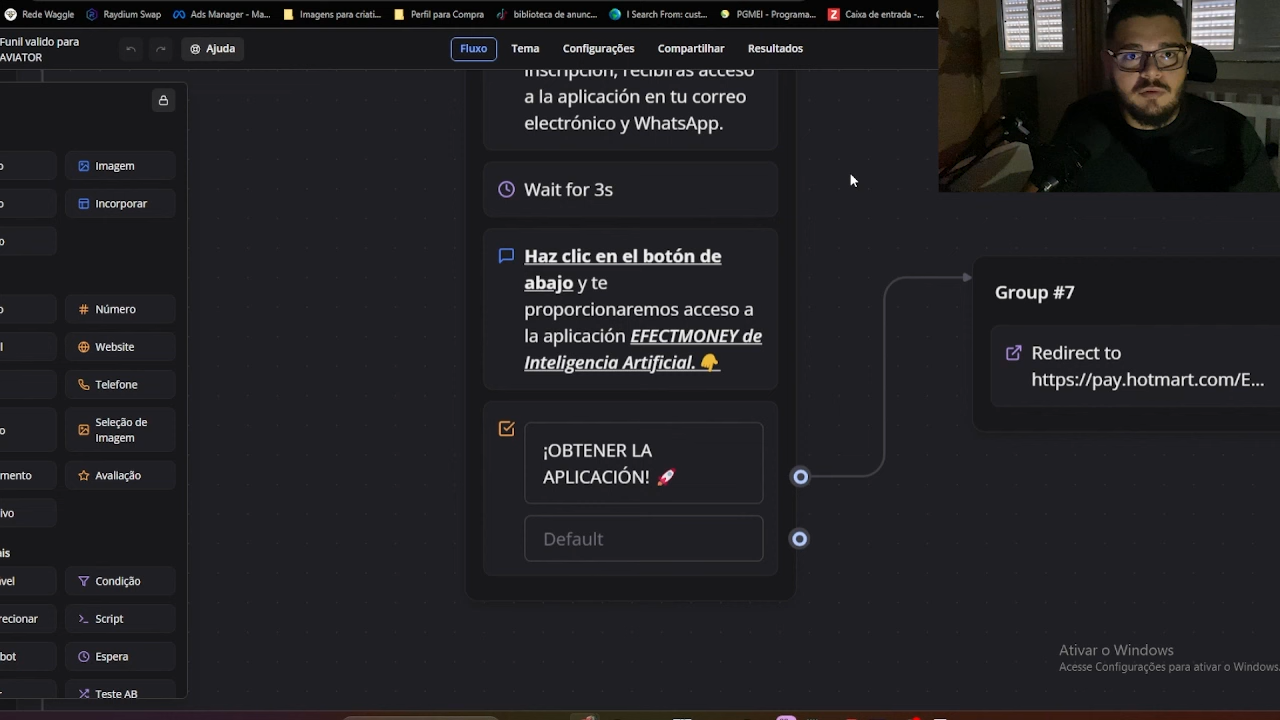 Rede Waggle
Raydium Swap
Ads Manager - Ma...
Imagens para criati...
Perfil para Compra
biblioteca de anunc...
I Search From: cust...
PGMEI - Programa...
Caixa de entrada -...
Funil valido para
AVIATOR
Ajuda
Fluxo
Tema
Configurações
Compartilhar
Resultados
inscripción, recibirás acceso
a la aplicación en tu correo
electrónico y WhatsApp.
Wait for 3s
Haz clic en el botón de
abajo y te
proporcionaremos acceso a
la aplicación EFECTMONEY de
Inteligencia Artificial. 👇
¡OBTENER LA
APLICACIÓN! 🚀
Default
Group #7
Redirect to
https://pay.hotmart.com/E...
Imagem
Incorporar
Número
Website
Telefone
Seleção de
Imagem
mento
Avaliação
ivo
ais
vel
Condição
recionar
Script
bot
Espera
Teste AB
Ativar o Windows
Acesse Configurações para ativar o Windows.